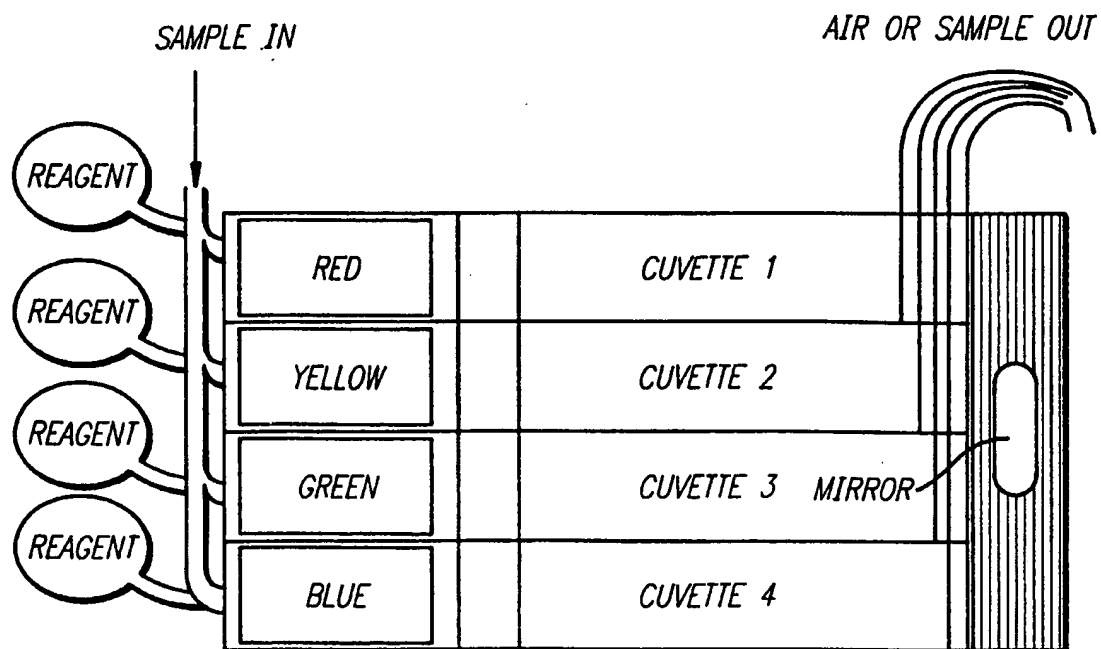 SAMPLE IN
AIR OR SAMPLE OUT
REAGENT
RED
CUVETTE 1
REAGENT
YELLOW
CUVETTE 2
REAGENT
GREEN
CUVETTE 3
MIRROR
REAGENT
BLUE
CUVETTE 4